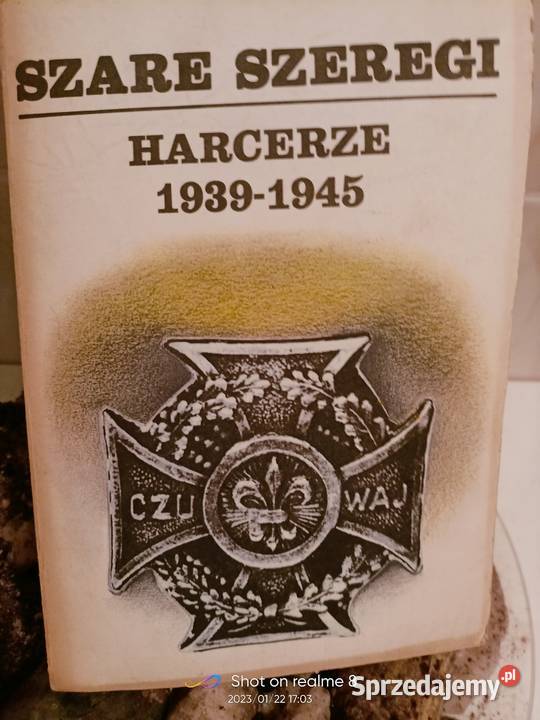 SZARE SZEREGI
HARCERZE
1939-1945
CZU WAJ
Shot on realme 8
2023/01/22 17:03
Sprzedajemy.pl